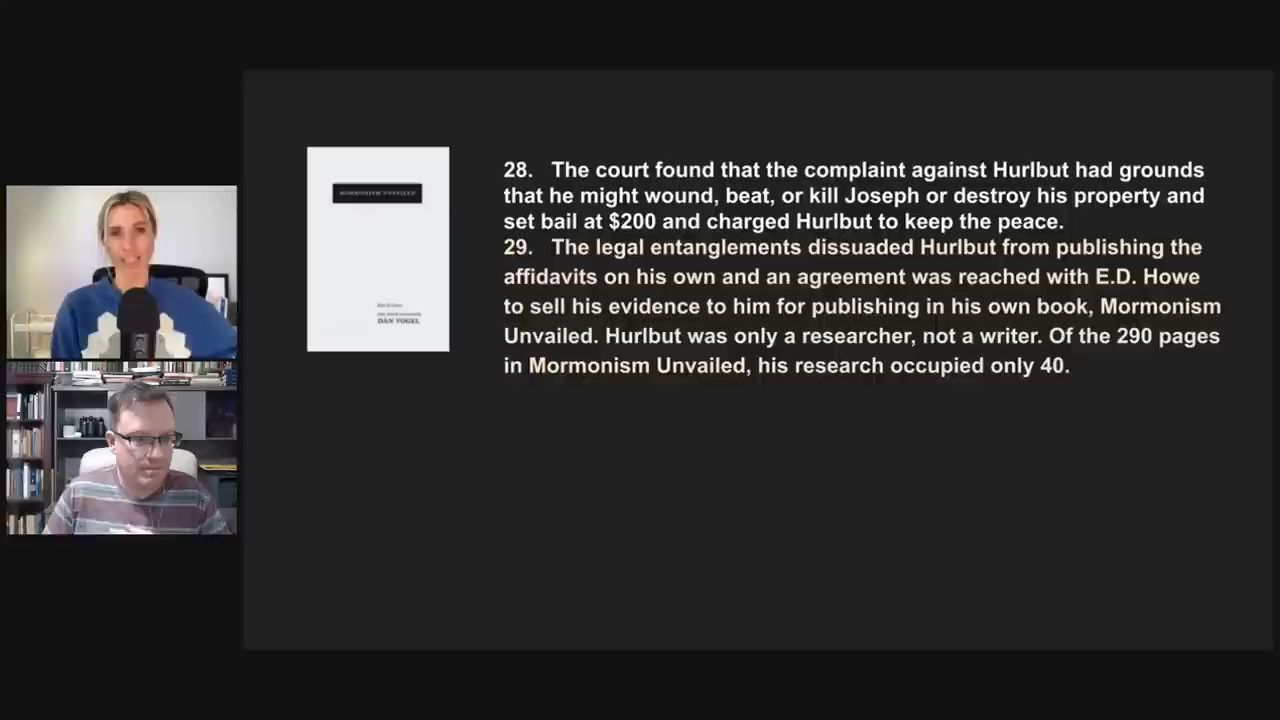 MORMONISM UNVAILED
DAN VOGEL
28. The court found that the complaint against Hurlbut had grounds
that he might wound, beat, or kill Joseph or destroy his property and
set bail at $200 and charged Hurlbut to keep the peace.
29. The legal entanglements dissuaded Hurlbut from publishing the
affidavits on his own and an agreement was reached with E.D. Howe
to sell his evidence to him for publishing in his own book, Mormonism
Unvailed. Hurlbut was only a researcher, not a writer. Of the 290 pages
in Mormonism Unvailed, his research occupied only 40.